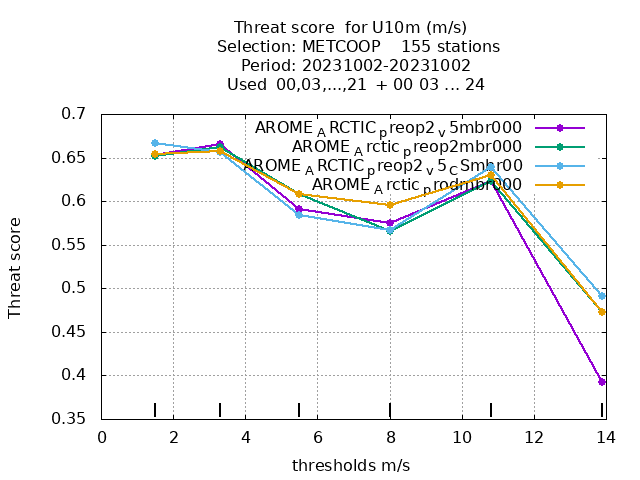 Threat score  for U10m (m/s)
Selection: METCOOP    155 stations
Period: 20231002-20231002
Used  00,03,...,21  + 00 03 ... 24
AROME_ARCTIC_preop2_v5mbr000
AROME_Arctic_preop2mbr000
AROME_ARCTIC_preop2_v5_CSmbr00
AROME_Arctic_prodmbr000
0.7
0.65
0.6
0.55
0.5
0.45
0.4
0.35
Threat score
0 2 4 6 8 10 12 14
thresholds m/s